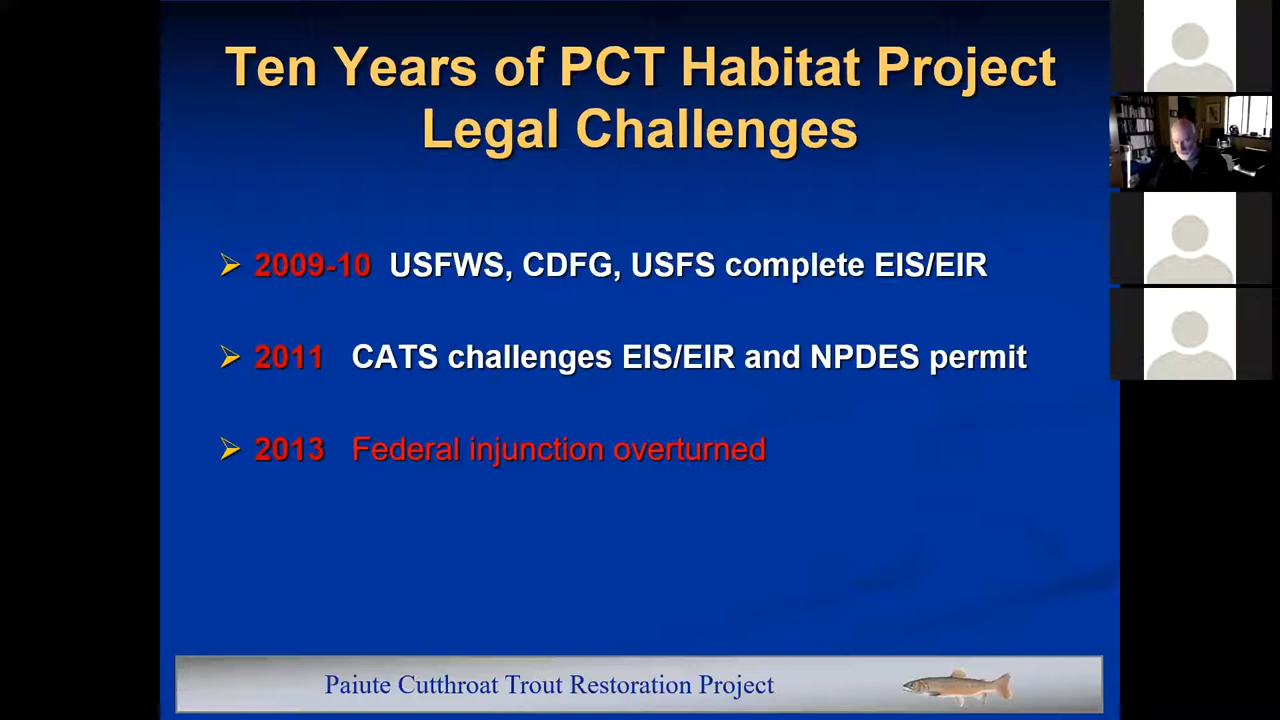 Ten Years of PCT Habitat Project
Legal Challenges
2009-10 USFWS, CDFG, USFS complete EIS/EIR
2011 CATS challenges EIS/EIR and NPDES permit
2013 Federal injunction overturned
Paiute Cutthroat Trout Restoration Project